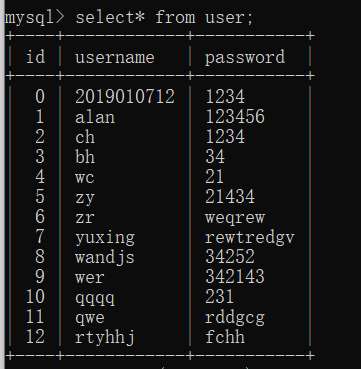 mysql> select* from user;
+----+------------+-----------+
| id | username | password |
+----+------------+-----------+
| 0 | 2019010712 | 1234 |
| 1 | alan | 123456 |
| 2 | ch | 1234 |
| 3 | bh | 34 |
| 4 | wc | 21 |
| 5 | zy | 21434 |
| 6 | zr | weqrew |
| 7 | yuxing | rewtredgv |
| 8 | wandjs | 34252 |
| 9 | wer | 342143 |
| 10 | qqqq | 231 |
| 11 | qwe | rddgcg |
| 12 | rtyhhj | fchh |
+----+------------+-----------+